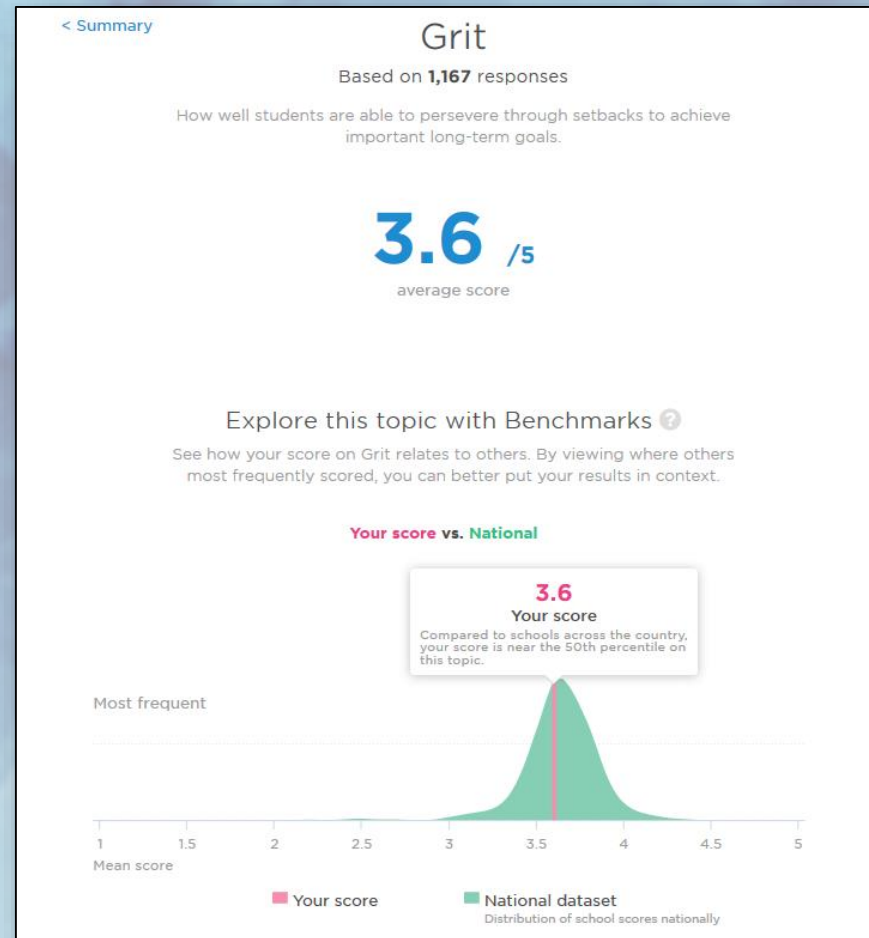 < Summary
Grit
Based on 1,167 responses
How well students are able to persevere through setbacks to achieve
important long-term goals.
3.6 /5
average score
Explore this topic with Benchmarks ?
See how your score on Grit relates to others. By viewing where others
most frequently scored, you can better put your results in context.
Your score vs. National
3.6
Your score
Compared to schools across the country,
your score is near the 50th percentile on
this topic.
Most frequent
1 1.5 2 2.5 3 3.5 4 4.5 5
Mean score
Your score National dataset
Distribution of school scores nationally